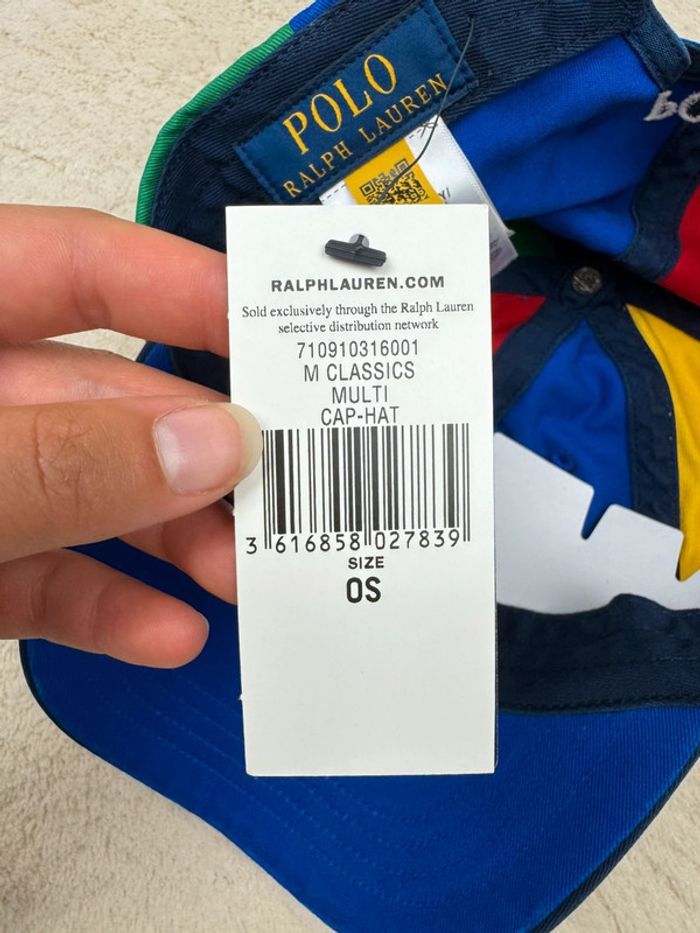 POLO
RALPH LAUREN
RALPHLAUREN.COM
Sold exclusively through the Ralph Lauren
selective distribution network
710910316001
M CLASSICS
MULTI
CAP-HAT
3 616858 027839
SIZE
OS